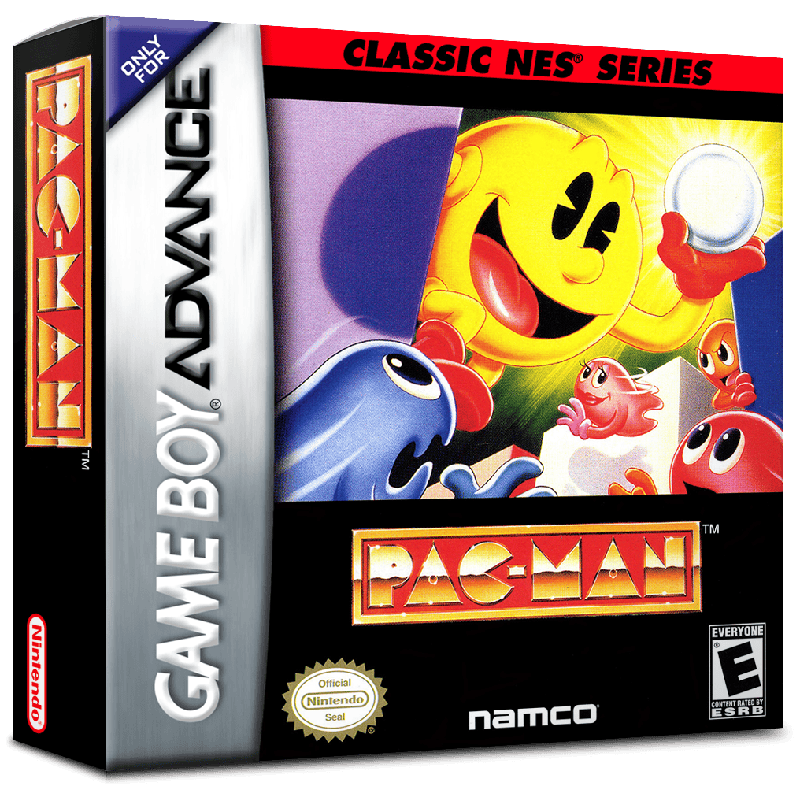 PAC-MAN
TM
Nintendo
ONLY
FOR
GAME BOY ADVANCE
®
CLASSIC NES® SERIES
PAC-MAN
TM
Official
Nintendo
Seal
®
namco
EVERYONE
E
®
CONTENT RATED BY
ESRB